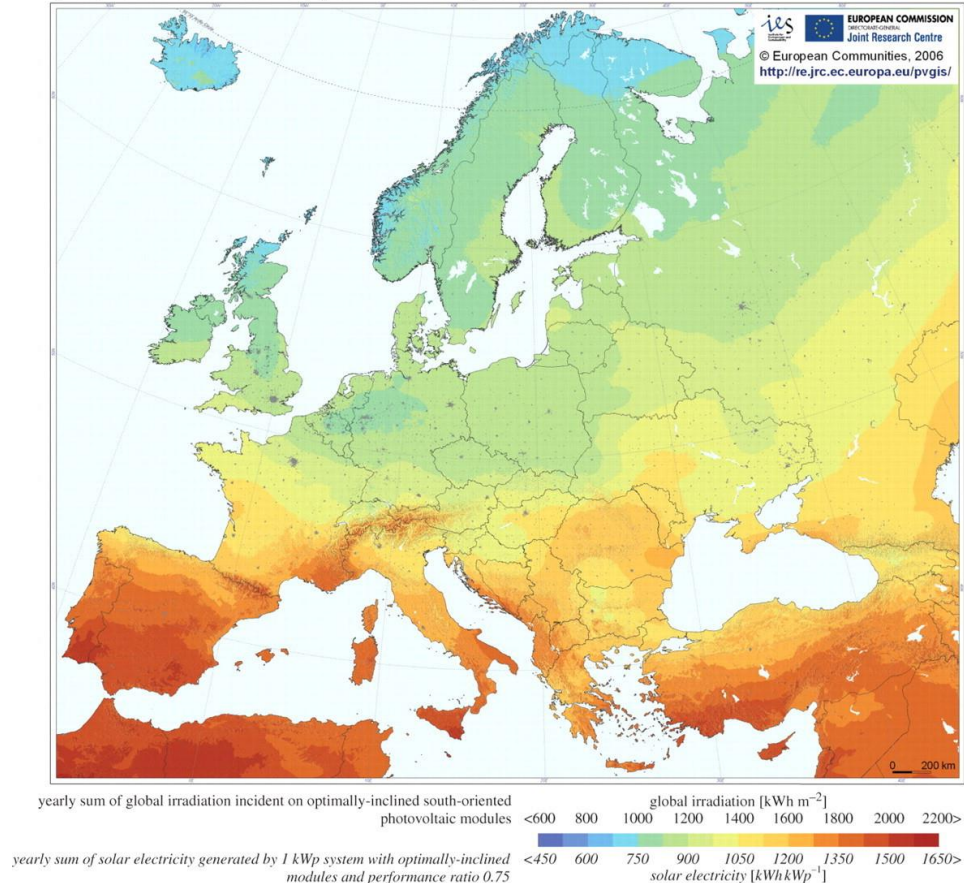 ies
EUROPEAN COMMISSION
DIRECTORATE-GENERAL
Joint Research Centre
© European Communities, 2006
http://re.jrc.ec.europa.eu/pvgis/
0 200 km
yearly sum of global irradiation incident on optimally-inclined south-oriented
photovoltaic modules
global irradiation [kWh m⁻²]
<600 800 1000 1200 1400 1600 1800 2000 2200>
<450 600 750 900 1050 1200 1350 1500 1650>
yearly sum of solar electricity generated by 1 kWp system with optimally-inclined
modules and performance ratio 0.75
solar electricity [kWh kWp⁻¹]